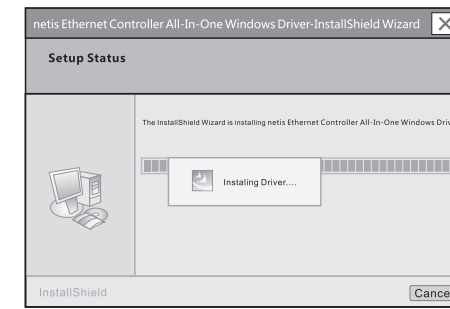 netis Ethernet Controller All-In-One Windows Driver-InstallShield Wizard
Setup Status
The InstallShield Wizard is installing netis Ethernet Controller All-In-One Windows Driv
Instaling Driver....
InstallShield
Cance